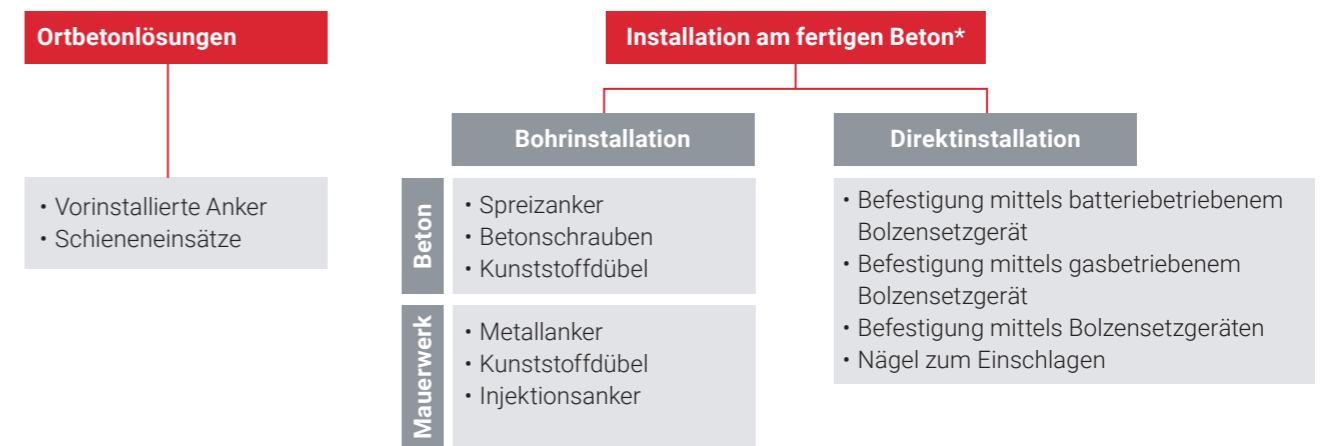 Ortbetonlösungen
• Vorinstallierte Anker
• Schieneneinsätze
Installation am fertigen Beton*
Bohrinstallation
Beton
• Spreizanker
• Betonschrauben
• Kunststoffdübel
Mauerwerk
• Metallanker
• Kunststoffdübel
• Injektionsanker
Direktinstallation
• Befestigung mittels batteriebetriebenem
Bolzensetzgerät
• Befestigung mittels gasbetriebenem
Bolzensetzgerät
• Befestigung mittels Bolzensetzgeräten
• Nägel zum Einschlagen